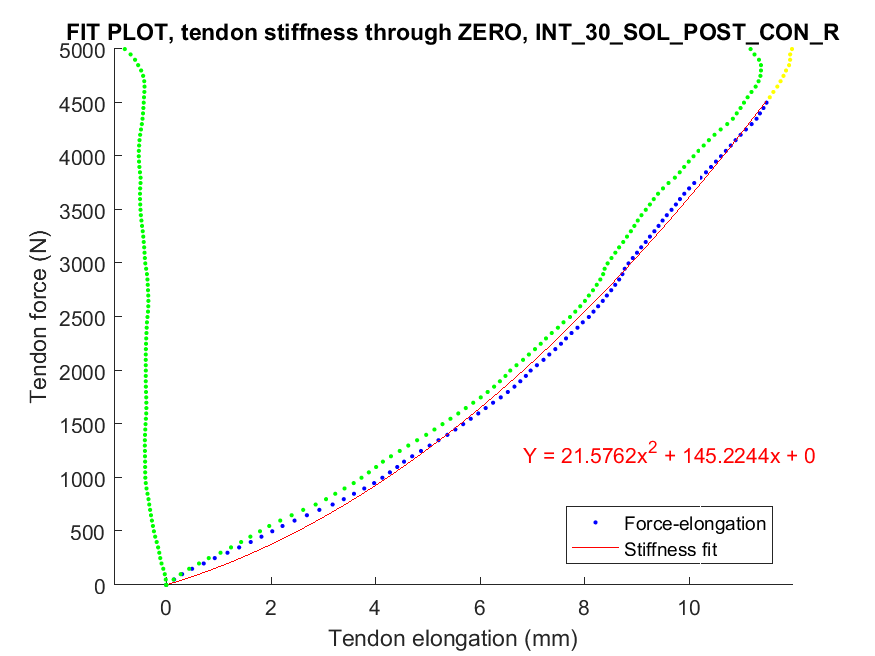 FIT PLOT, tendon stiffness through ZERO, INT_30_SOL_POST_CON_R
5000
4500
4000
3500
3000
2500
2000
1500
1000
500
0
Tendon force (N)
Y = 21.5762x² + 145.2244x + 0
Force-elongation
Stiffness fit
0 2 4 6 8 10
Tendon elongation (mm)